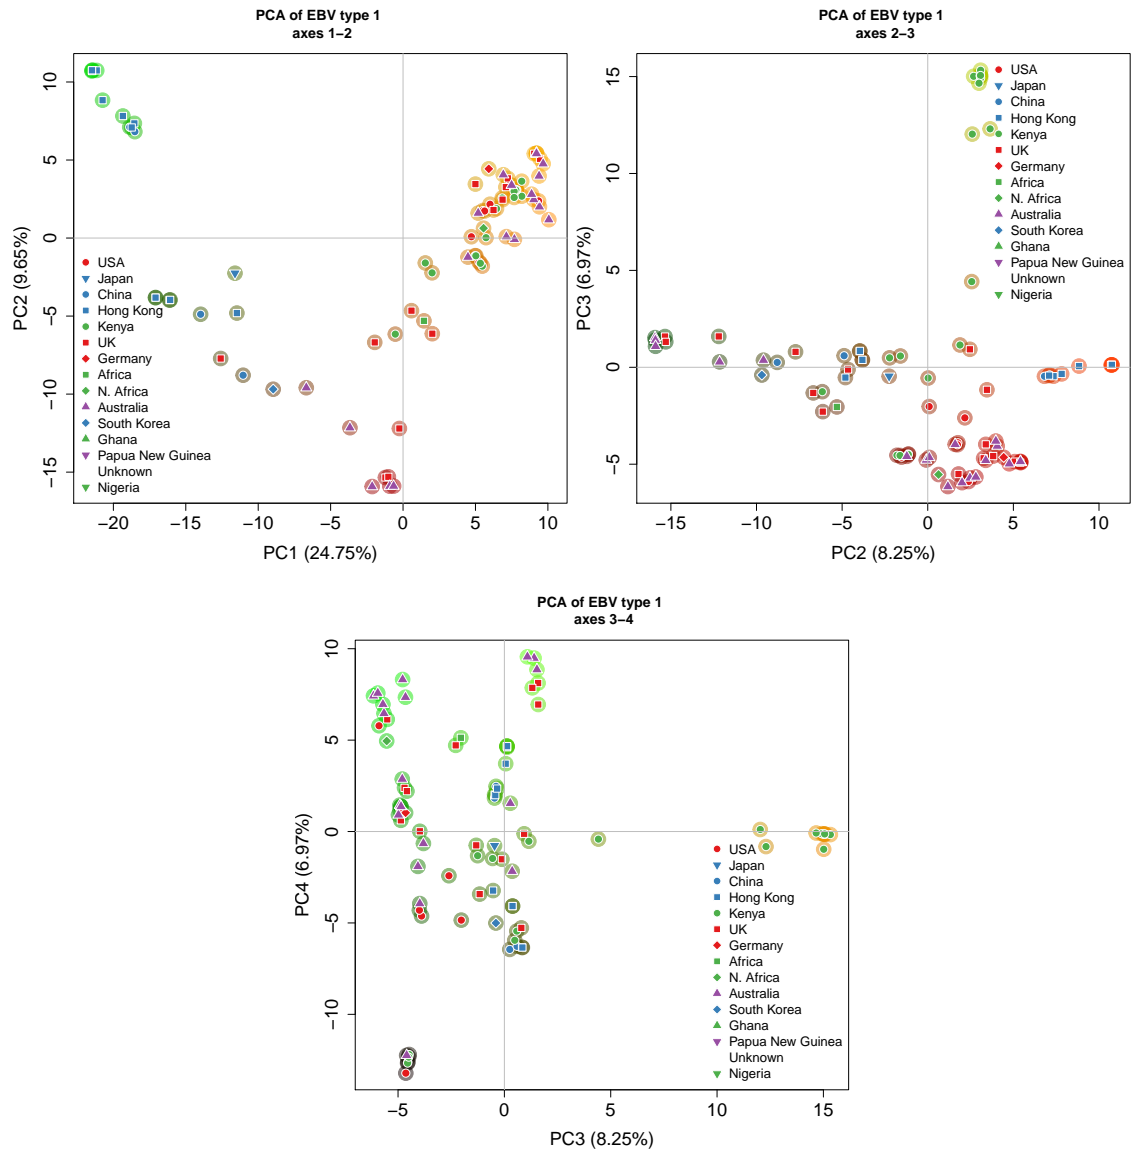 PCA of EBV type 1
axes 1−2
10
5
0
−5
−10
−15
PC2 (9.65%)
USA
Japan
China
Hong Kong
Kenya
UK
Germany
Africa
N. Africa
Australia
South Korea
Ghana
Papua New Guinea
Unknown
Nigeria
−20
−15
−10
−5
0
5
10
PC1 (24.75%)
PCA of EBV type 1
axes 2−3
15
10
5
0
−5
PC3 (6.97%)
USA
Japan
China
Hong Kong
Kenya
UK
Germany
Africa
N. Africa
Australia
South Korea
Ghana
Papua New Guinea
Unknown
Nigeria
−15
−10
−5
0
5
10
PC2 (8.25%)
PCA of EBV type 1
axes 3−4
10
5
0
−5
−10
PC4 (6.97%)
USA
Japan
China
Hong Kong
Kenya
UK
Germany
Africa
N. Africa
Australia
South Korea
Ghana
Papua New Guinea
Unknown
Nigeria
−5
0
5
10
15
PC3 (8.25%)